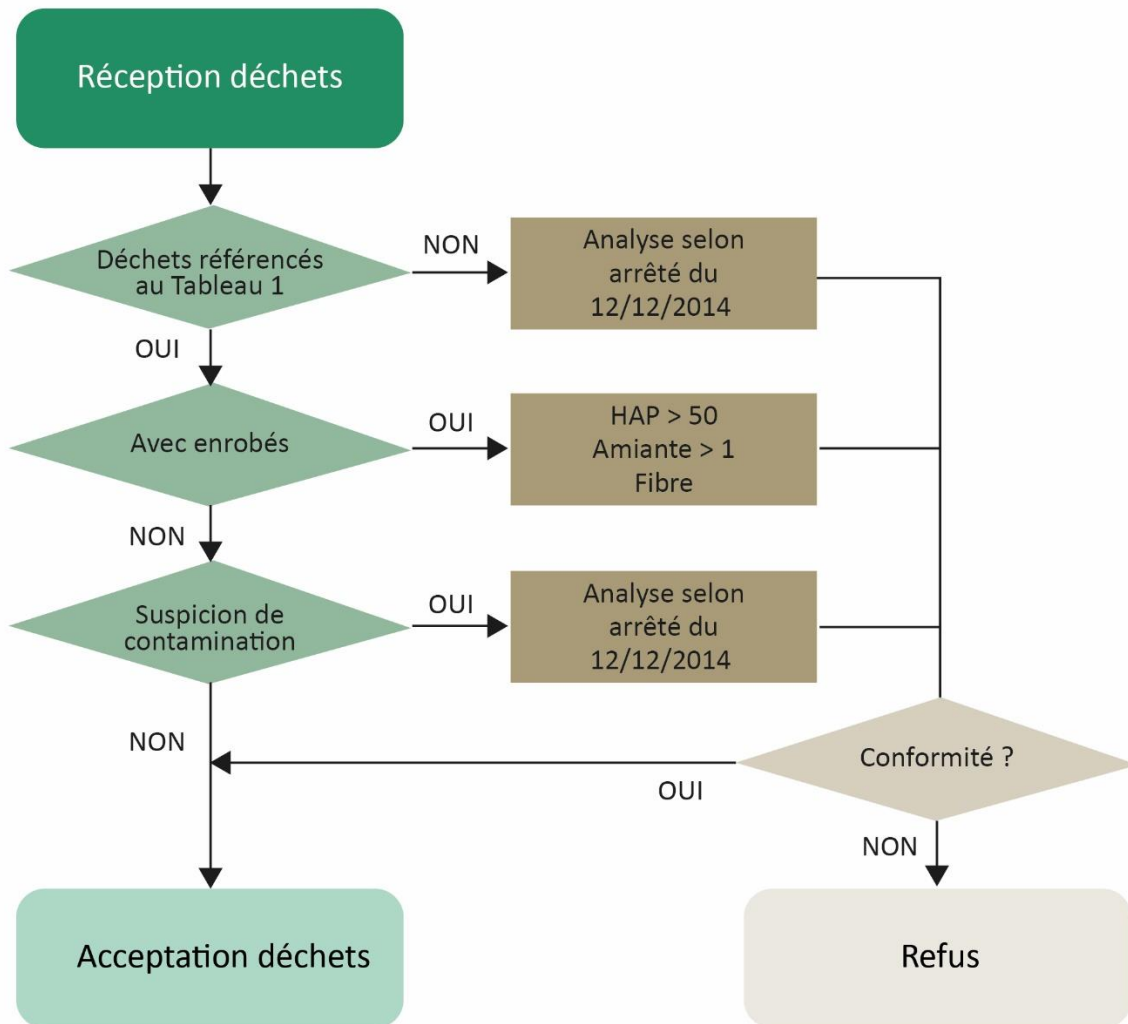 Réception déchets
Déchets référencés
au Tableau 1
NON
Analyse selon
arrêté du
12/12/2014
OUI
Avec enrobés
OUI
HAP > 50
Amiante > 1
Fibre
NON
Suspicion de
contamination
OUI
Analyse selon
arrêté du
12/12/2014
NON
Conformité ?
OUI
NON
Acceptation déchets
Refus